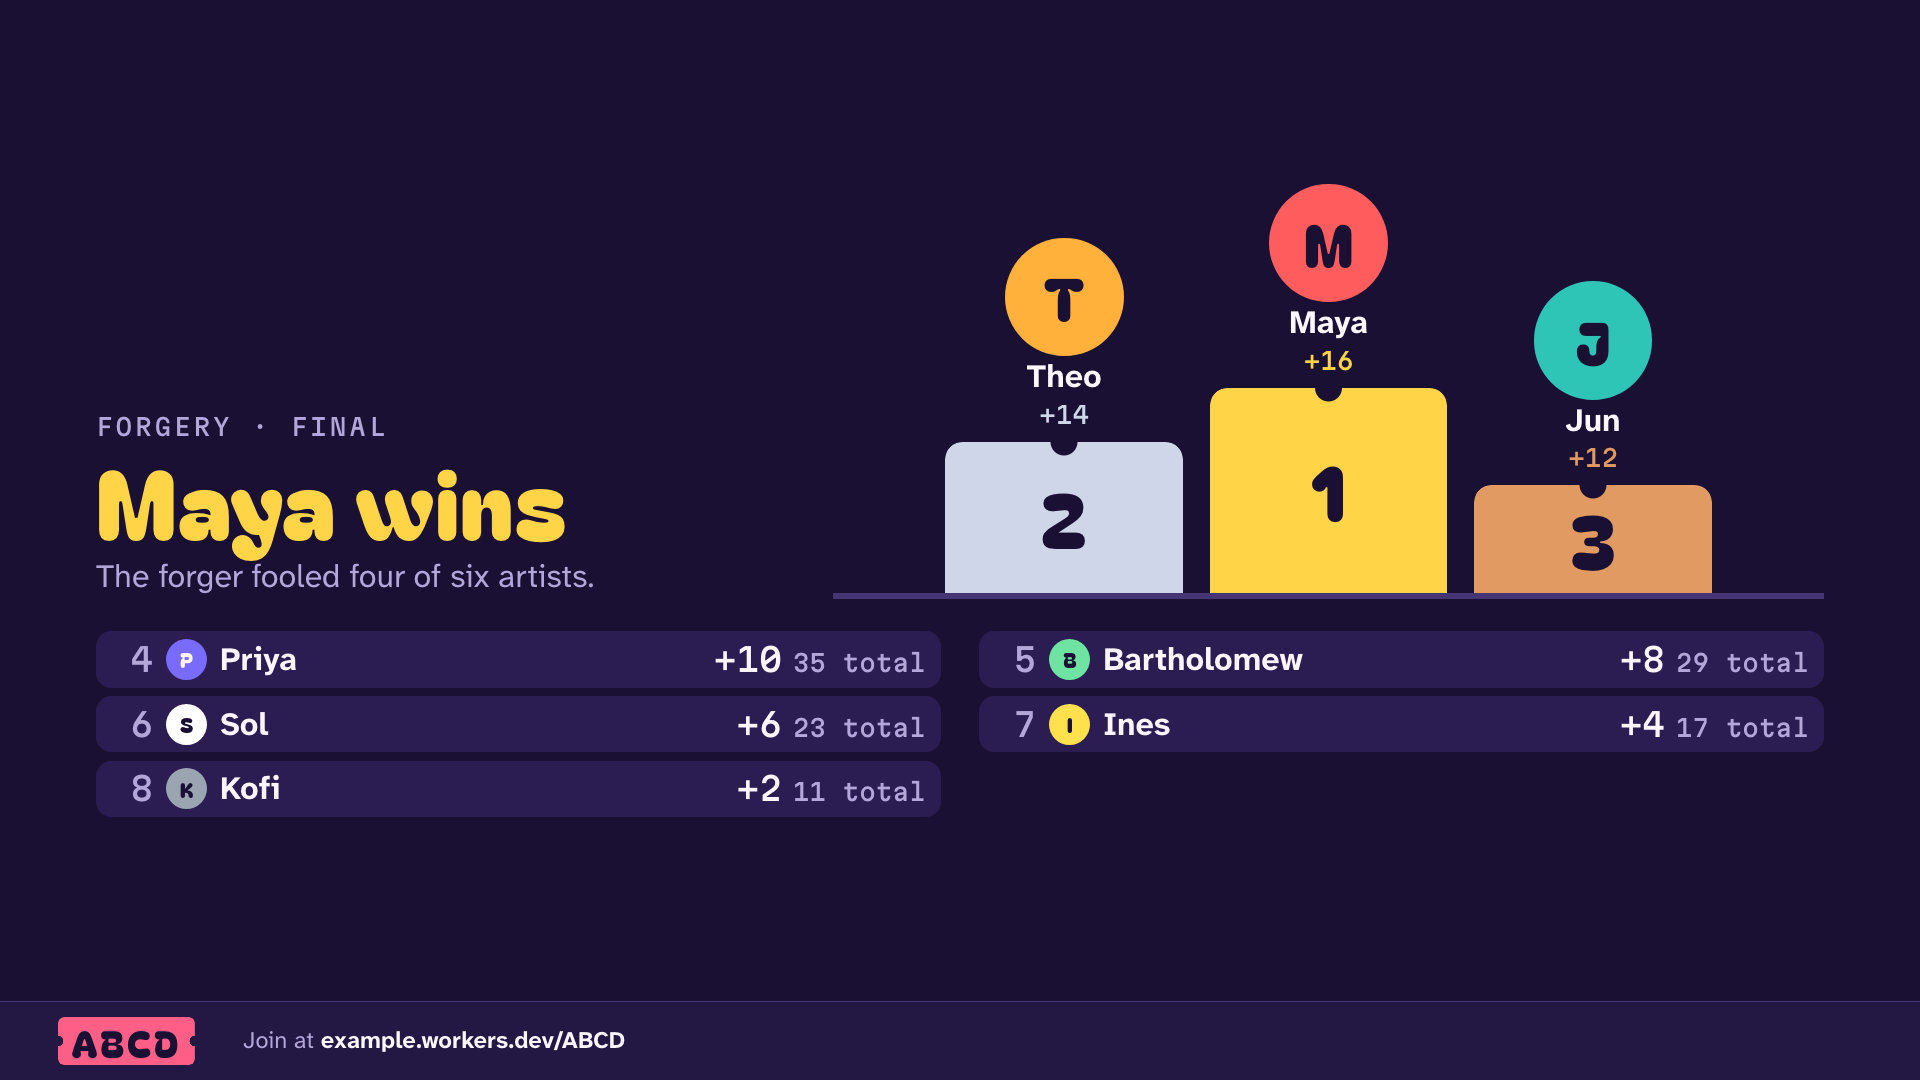 FORGERY · FINAL
Maya wins
The forger fooled four of six artists.
T
Theo
+14
2
M
Maya
+16
1
J
Jun
+12
3
4 P Priya +10 35 total
5 B Bartholomew +8 29 total
6 S Sol +6 23 total
7 I Ines +4 17 total
8 K Kofi +2 11 total
ABCD Join at example.workers.dev/ABCD